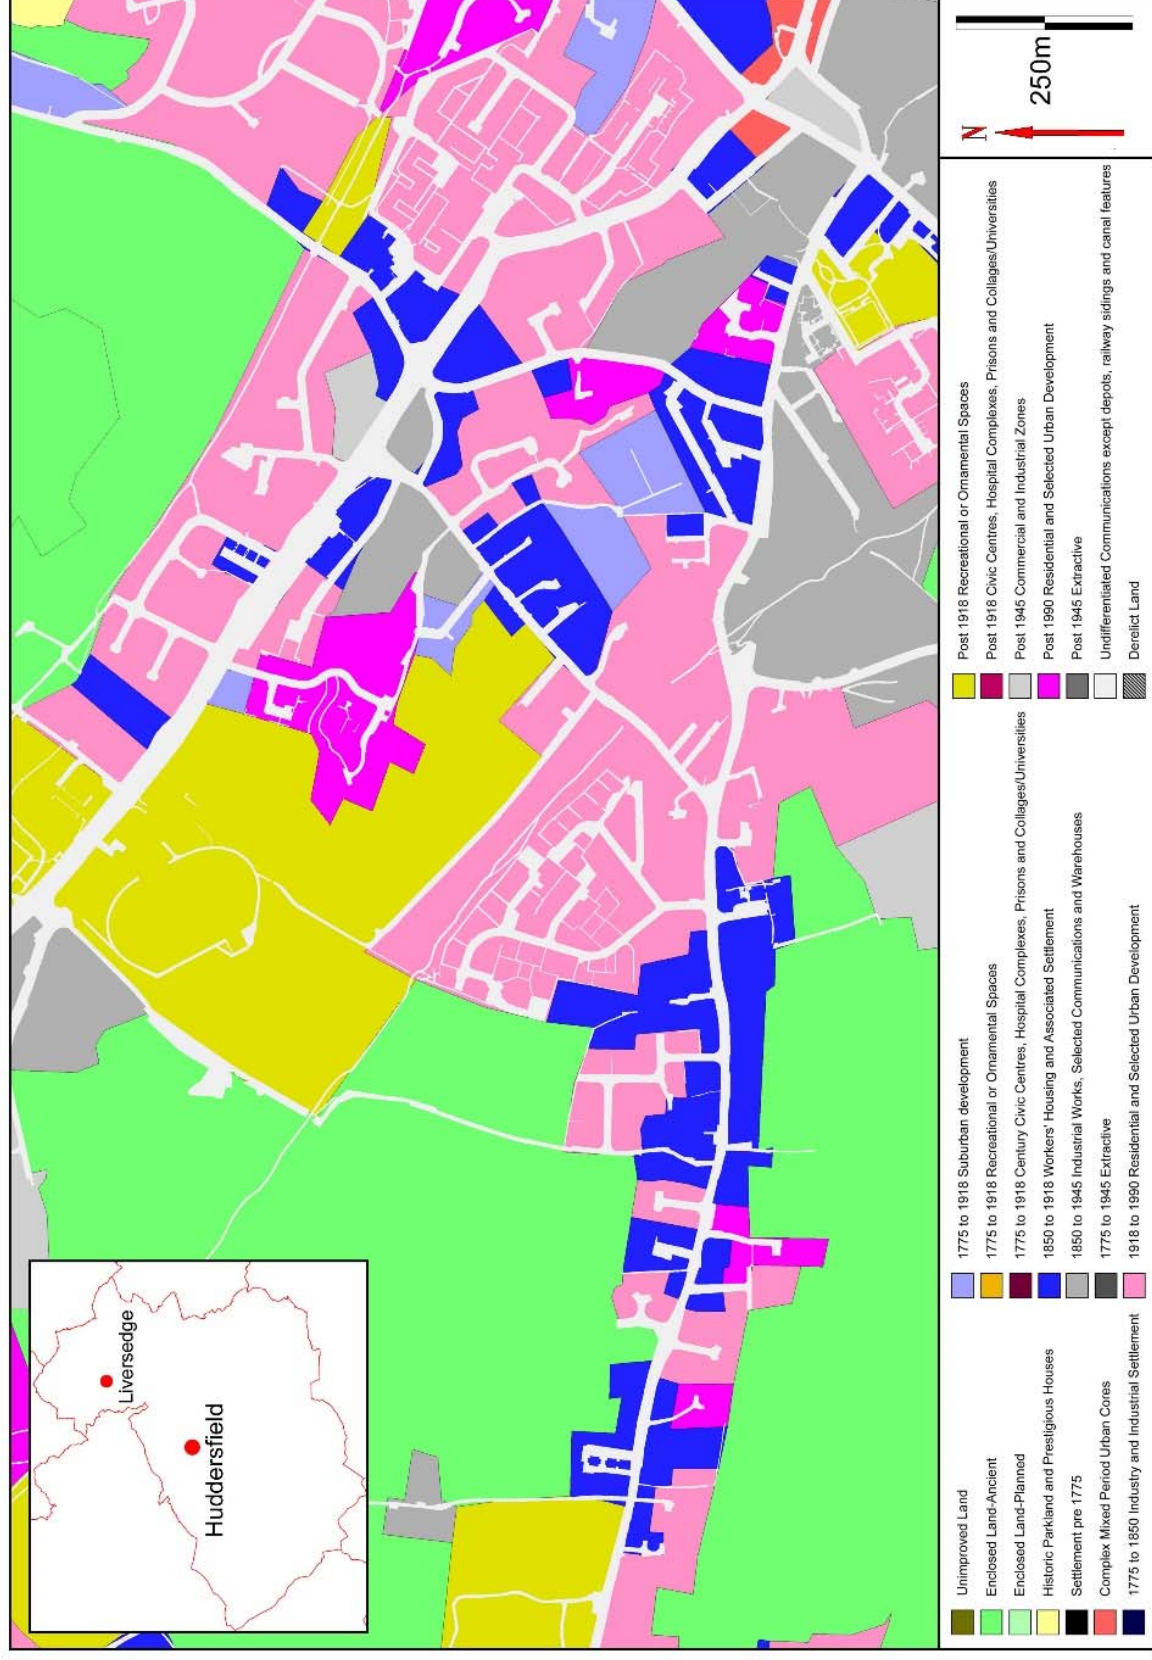 Liversedge
Huddersfield
Unimproved Land
Enclosed Land-Ancient
Enclosed Land-Planned
Historic Parkland and Prestigious Houses
Settlement pre 1775
Complex Mixed Period Urban Cores
1775 to 1850 Industry and Industrial Settlement
1775 to 1918 Suburban development
1775 to 1918 Recreational or Ornamental Spaces
1775 to 1918 Century Civic Centres, Hospital Complexes, Prisons and Collages/Universities
1850 to 1918 Workers' Housing and Associated Settlement
1850 to 1945 Industrial Works, Selected Communications and Warehouses
1775 to 1945 Extractive
1918 to 1990 Residential and Selected Urban Development
Post 1918 Recreational or Ornamental Spaces
Post 1918 Civic Centres, Hospital Complexes, Prisons and Collages/Universities
Post 1945 Commercial and Industrial Zones
Post 1990 Residential and Selected Urban Development
Post 1945 Extractive
Undifferentiated Communications except depots, railway sidings and canal features
Derelict Land
N
250m